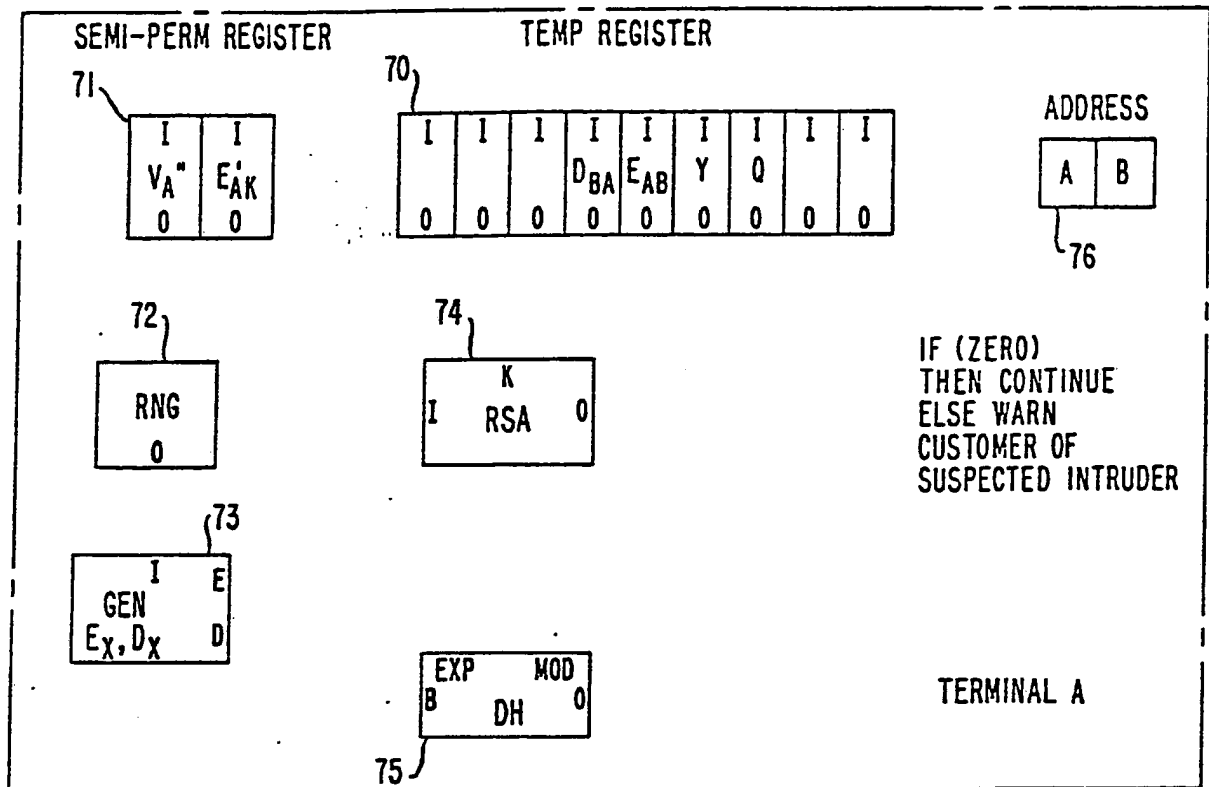 SEMI-PERM REGISTER
TEMP REGISTER
71
70
ADDRESS
I I
V_A" E'_AK
0 0
I I 1 I I I I I I
D_BA E_AB Y Q
0 0 0 0 0 0 0 0 0
A B
76
72
74
RNG
0
K
I RSA 0
IF (ZERO)
THEN CONTINUE
ELSE WARN
CUSTOMER OF
SUSPECTED INTRUDER
73
I E
GEN
E_X, D_X D
EXP MOD
B 0
DH
75
TERMINAL A